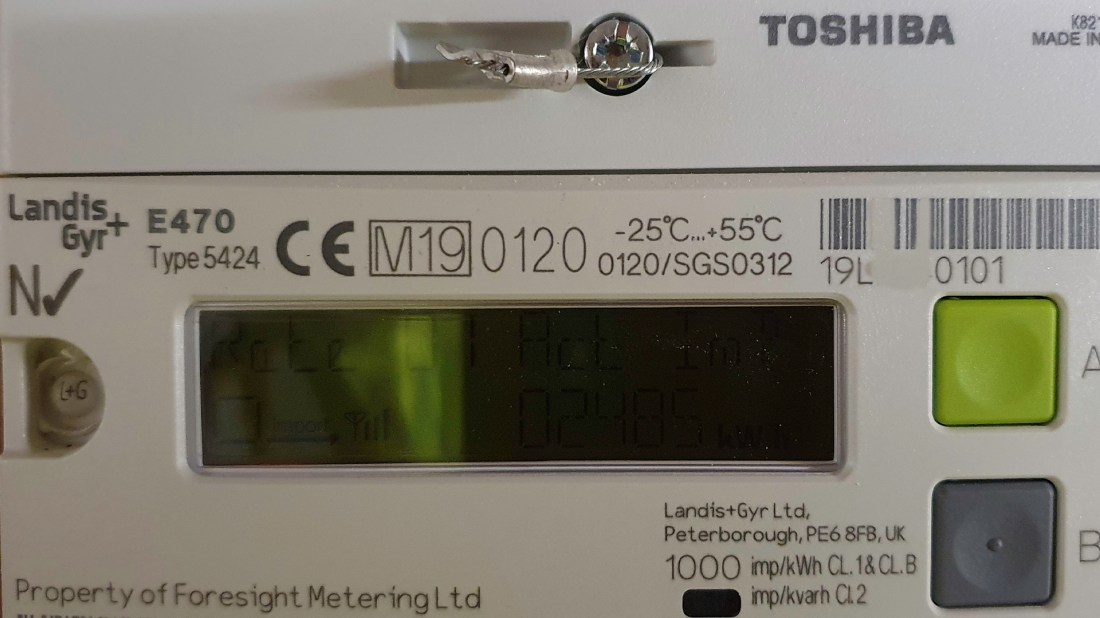 TOSHIBA
K821
MADE IN
Landis
Gyr+
E470
Type 5424
CE M19 0120
-25°C...+55°C
0120/SGS0312
19L 0101
N✓
L+G
Act Imp
02485 kWh
A
B
Landis+Gyr Ltd,
Peterborough, PE6 8FB, UK
1000 imp/kWh CL.1 & CL.B
imp/kvarh Cl.2
Property of Foresight Metering Ltd